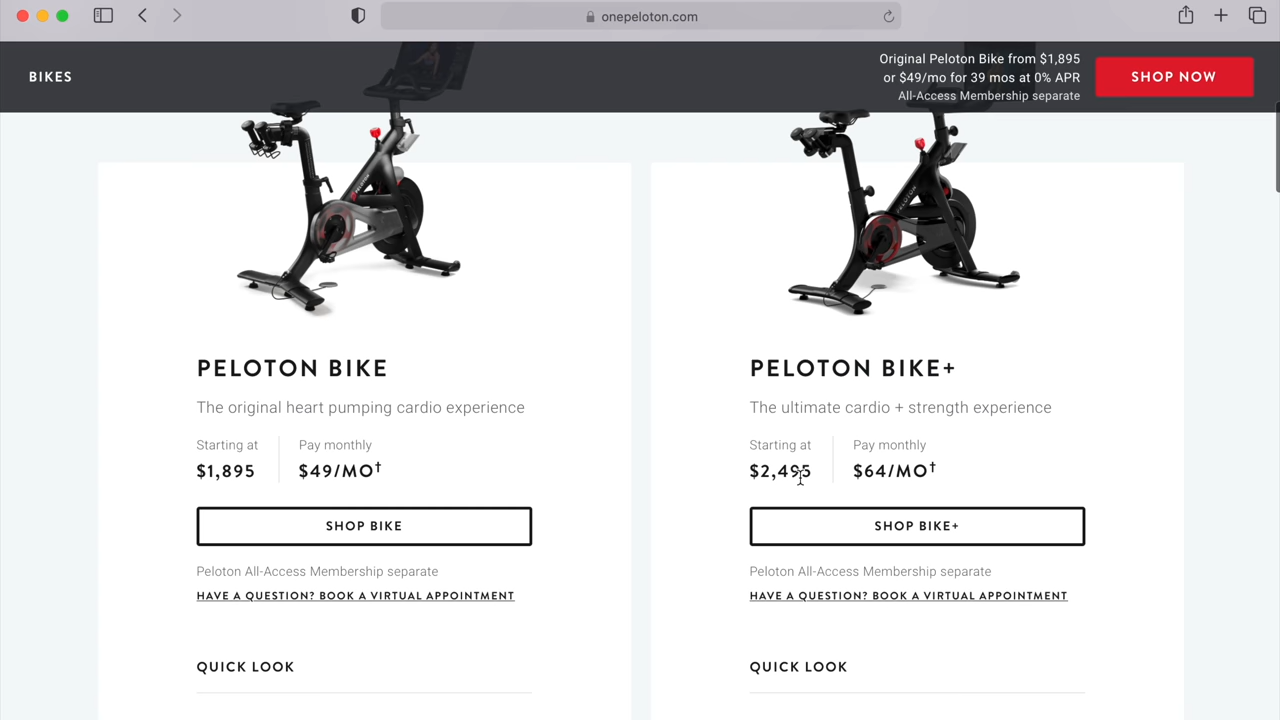 onepeloton.com
BIKES
Original Peloton Bike from $1,895
or $49/mo for 39 mos at 0% APR
All-Access Membership separate
SHOP NOW
PELOTON BIKE
The original heart pumping cardio experience
Starting at
Pay monthly
$1,895
$49/MO†
SHOP BIKE
Peloton All-Access Membership separate
HAVE A QUESTION? BOOK A VIRTUAL APPOINTMENT
QUICK LOOK
PELOTON BIKE+
The ultimate cardio + strength experience
Starting at
Pay monthly
$2,495
$64/MO†
SHOP BIKE+
Peloton All-Access Membership separate
HAVE A QUESTION? BOOK A VIRTUAL APPOINTMENT
QUICK LOOK